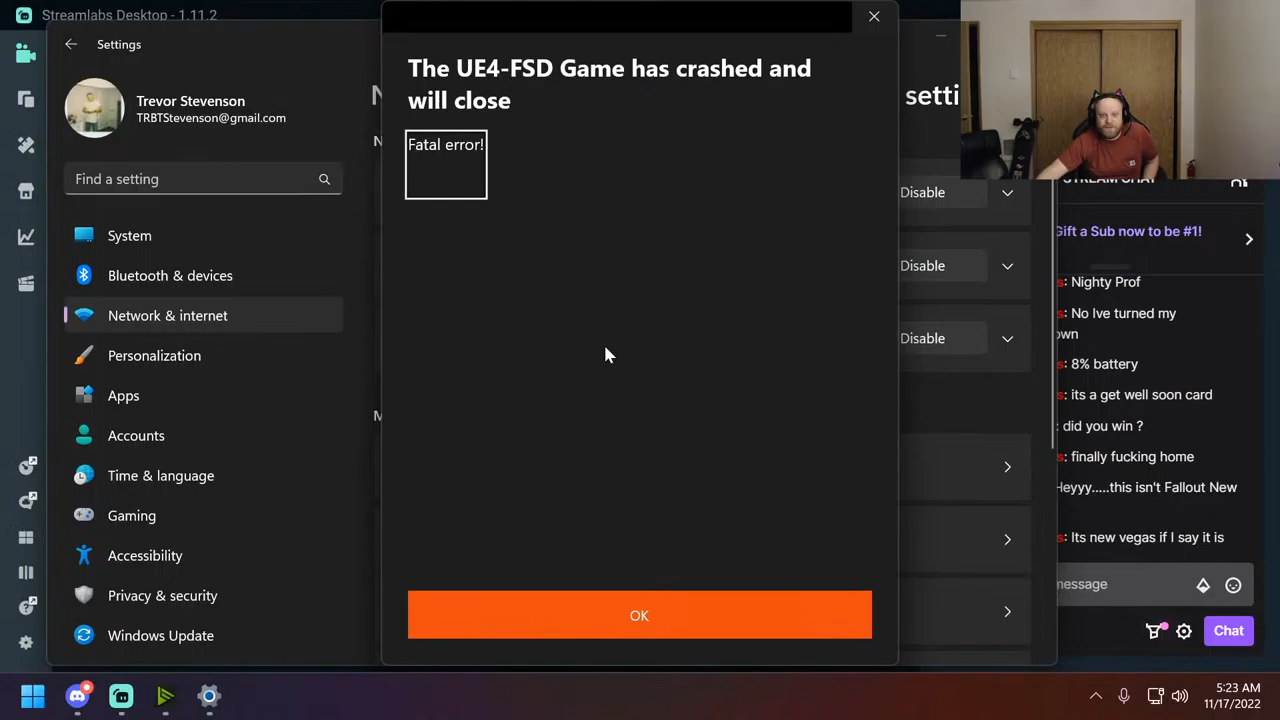 Streamlabs Desktop - 1.11.2
Settings
Trevor Stevenson
TRBTStevenson@gmail.com
Find a setting
System
Bluetooth & devices
Network & internet
Personalization
Apps
Accounts
Time & language
Gaming
Accessibility
Privacy & security
Windows Update
The UE4-FSD Game has crashed and
will close
Fatal error!
OK
setti
Disable
Disable
Disable
STREAM CHAT
Gift a Sub now to be #1!
s: Nighty Prof
s: No Ive turned my
own
s: 8% battery
s: its a get well soon card
: did you win ?
s: finally fucking home
Heyyy.....this isn't Fallout New
s: Its new vegas if I say it is
message
Chat
5:23 AM
11/17/2022